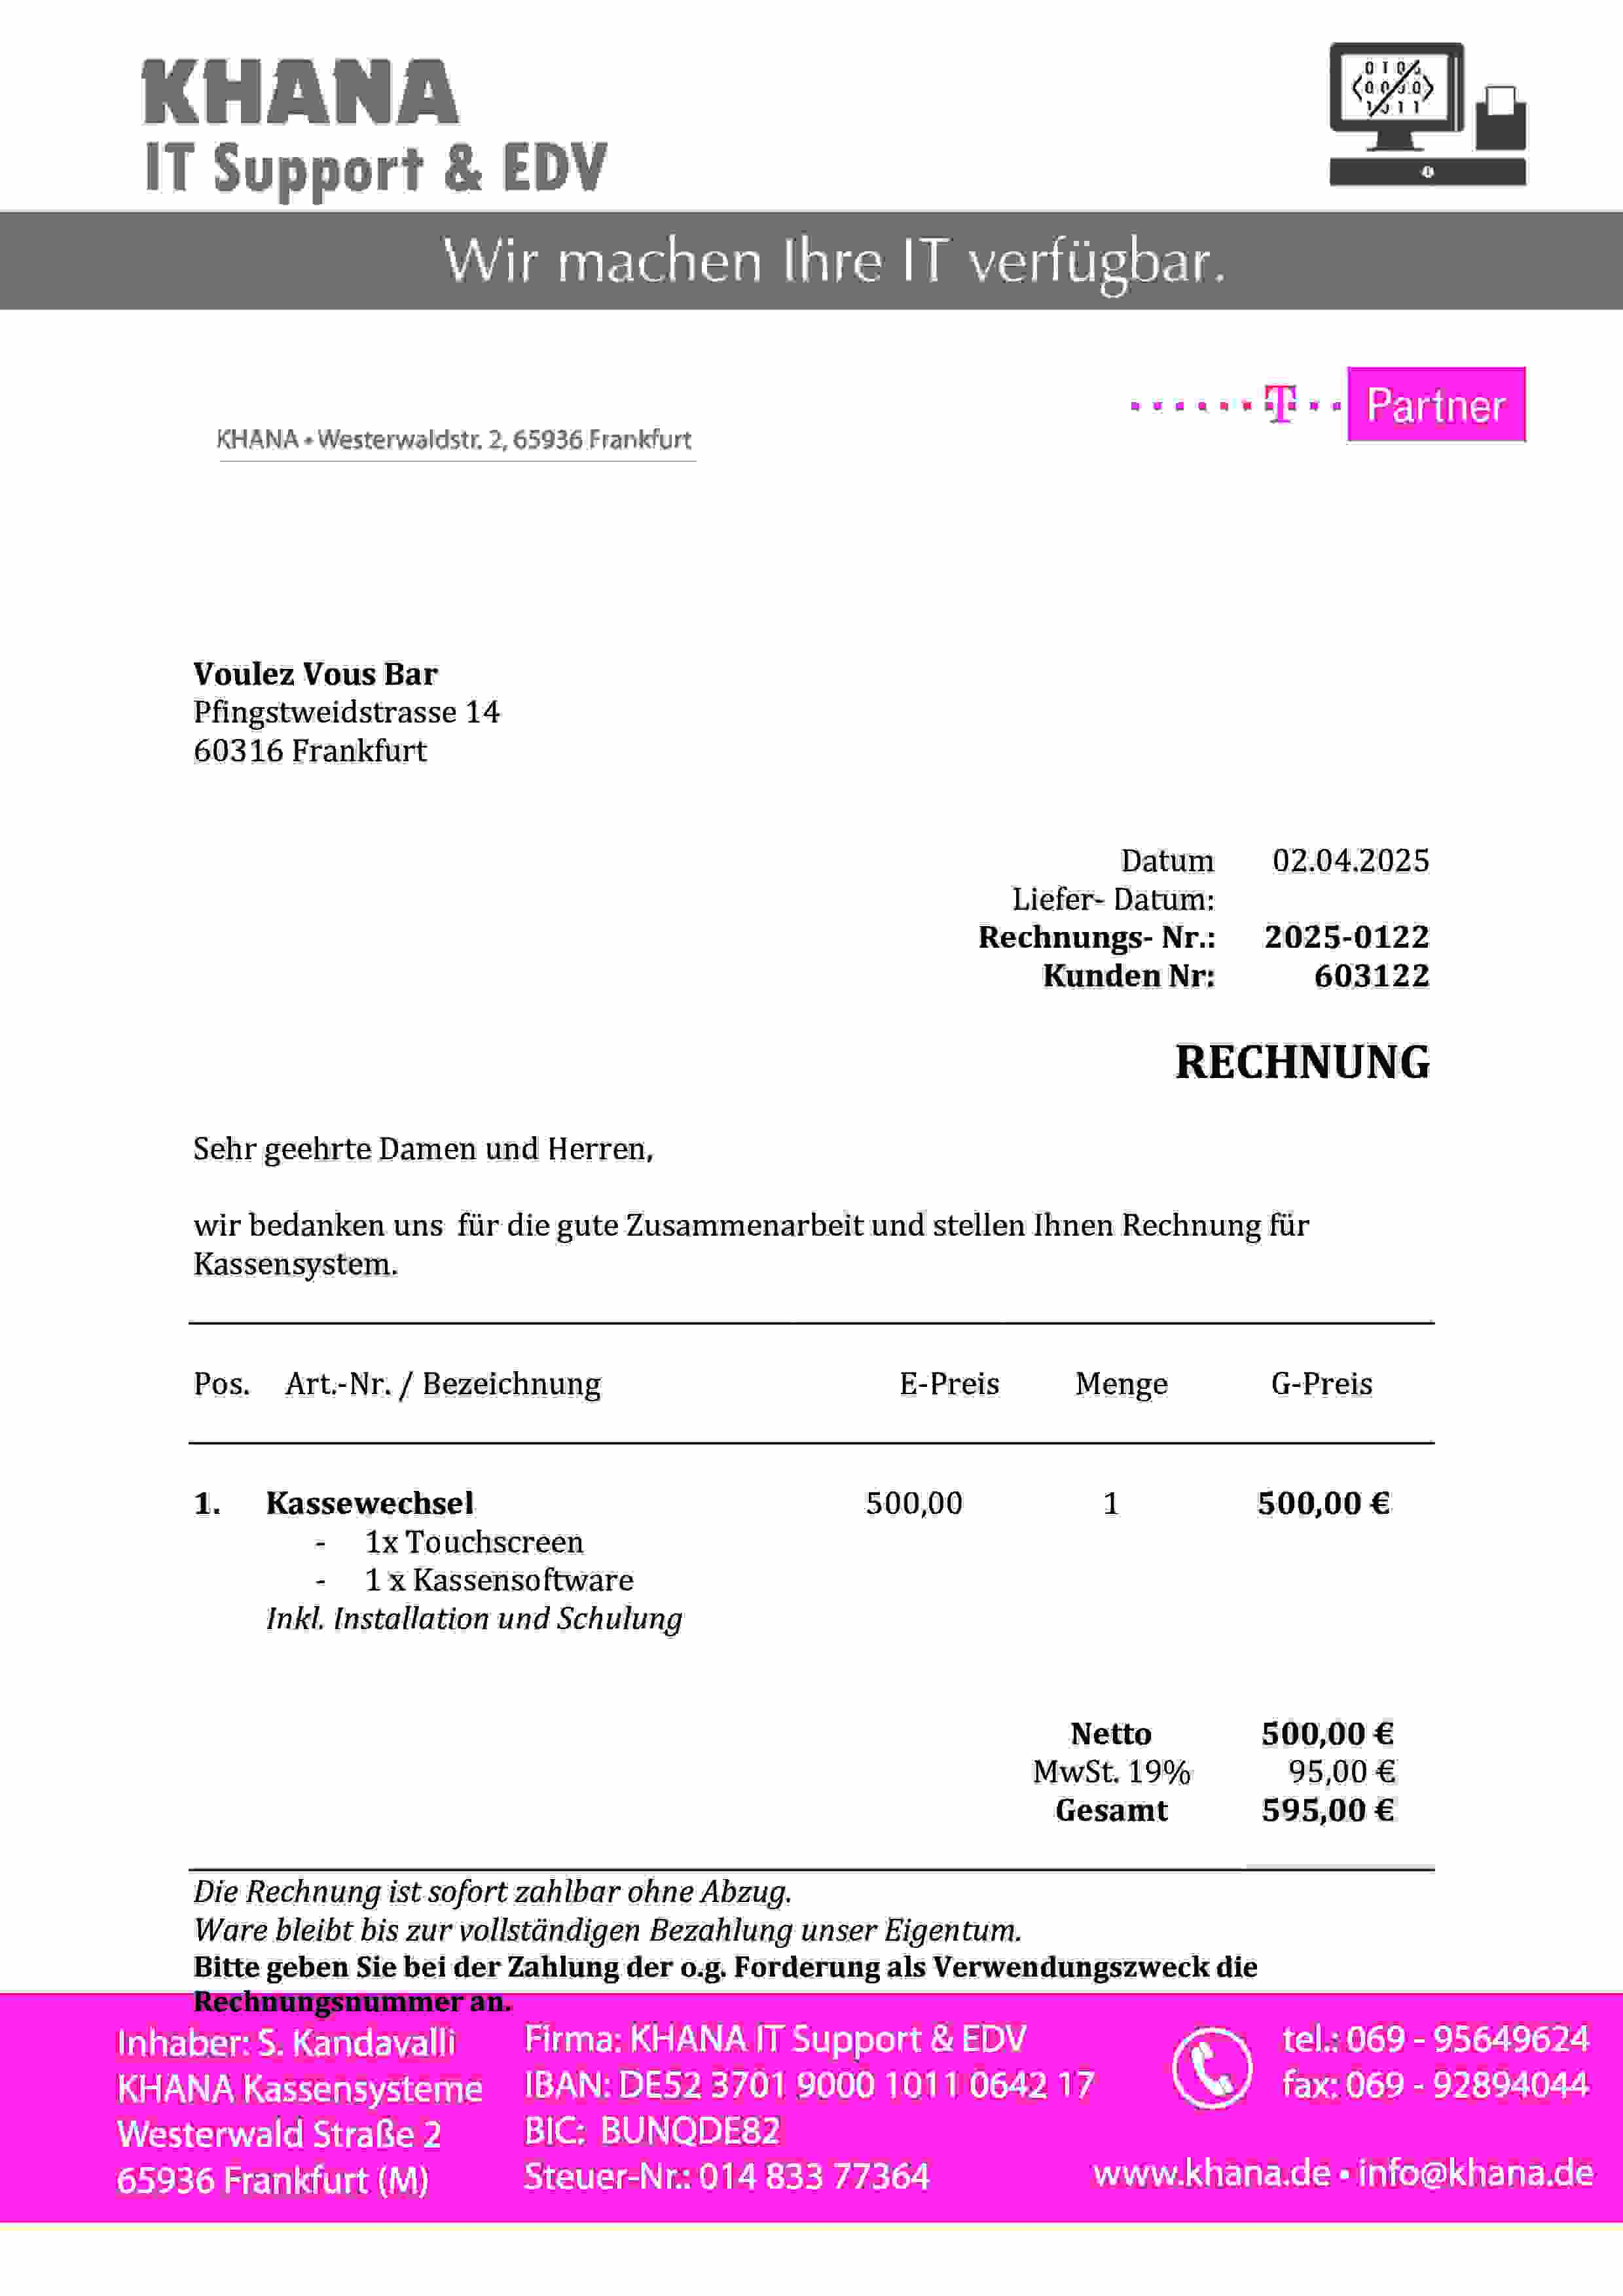 KHANA
IT Support & EDV
Wir machen Ihre IT verfügbar.
T Partner
KHANA • Westerwaldstr. 2, 65936 Frankfurt
Voulez Vous Bar
Pfingstweidstrasse 14
60316 Frankfurt
Datum 02.04.2025
Liefer- Datum:
Rechnungs- Nr.: 2025-0122
Kunden Nr: 603122
RECHNUNG
Sehr geehrte Damen und Herren,
wir bedanken uns für die gute Zusammenarbeit und stellen Ihnen Rechnung für
Kassensystem.
Pos. Art.-Nr. / Bezeichnung E-Preis Menge G-Preis
1. Kassewechsel 500,00 1 500,00 €
- 1x Touchscreen
- 1 x Kassensoftware
Inkl. Installation und Schulung
Netto 500,00 €
MwSt. 19% 95,00 €
Gesamt 595,00 €
Die Rechnung ist sofort zahlbar ohne Abzug.
Ware bleibt bis zur vollständigen Bezahlung unser Eigentum.
Bitte geben Sie bei der Zahlung der o.g. Forderung als Verwendungszweck die
Rechnungsnummer an.
Inhaber: S. Kandavalli
KHANA Kassensysteme
Westerwald Straße 2
65936 Frankfurt (M)
Firma: KHANA IT Support & EDV
IBAN: DE52 3701 9000 1011 0642 17
BIC: BUNQDE82
Steuer-Nr.: 014 833 77364
tel.: 069 - 95649624
fax: 069 - 92894044
www.khana.de • info@khana.de